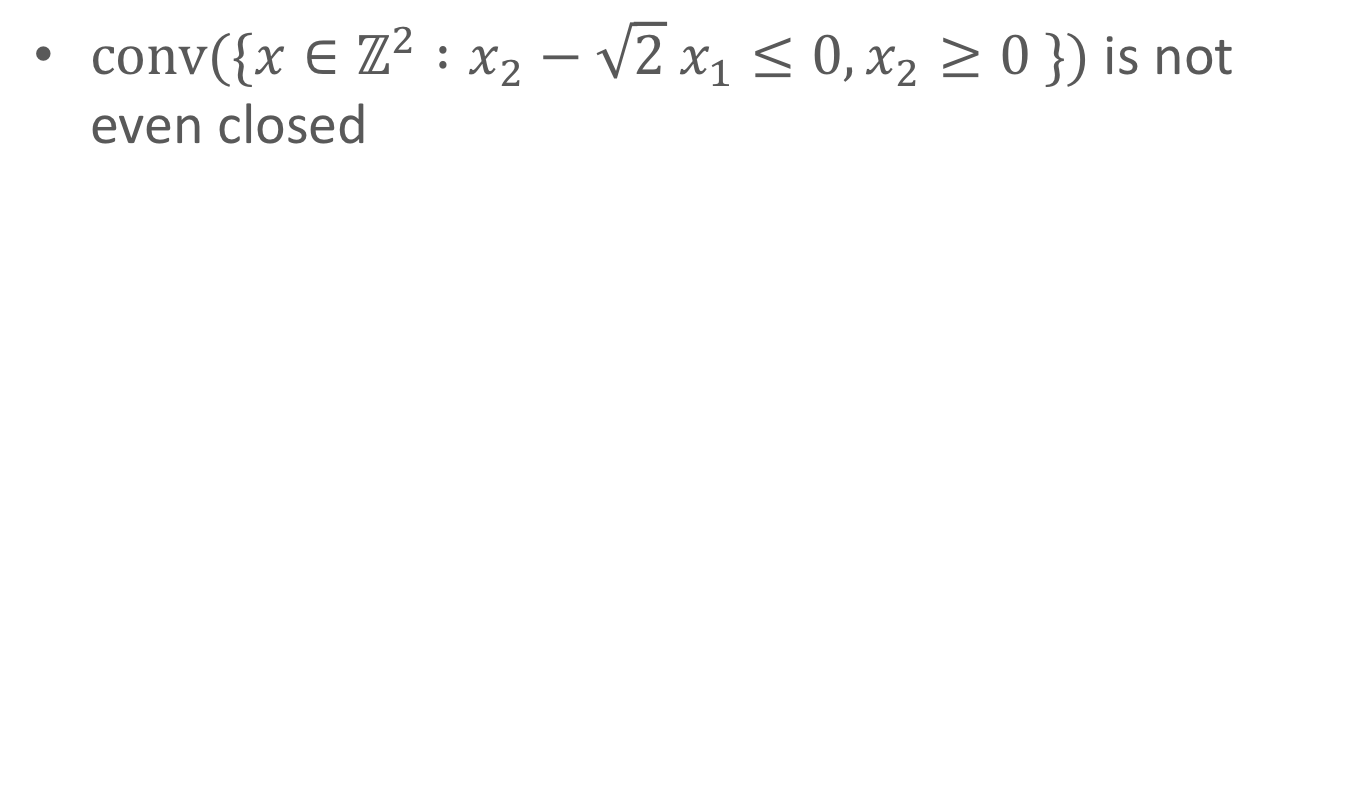 • conv({𝑥 ∈ ℤ² : 𝑥₂ − √2 𝑥₁ ≤ 0, 𝑥₂ ≥ 0 }) is not
even closed